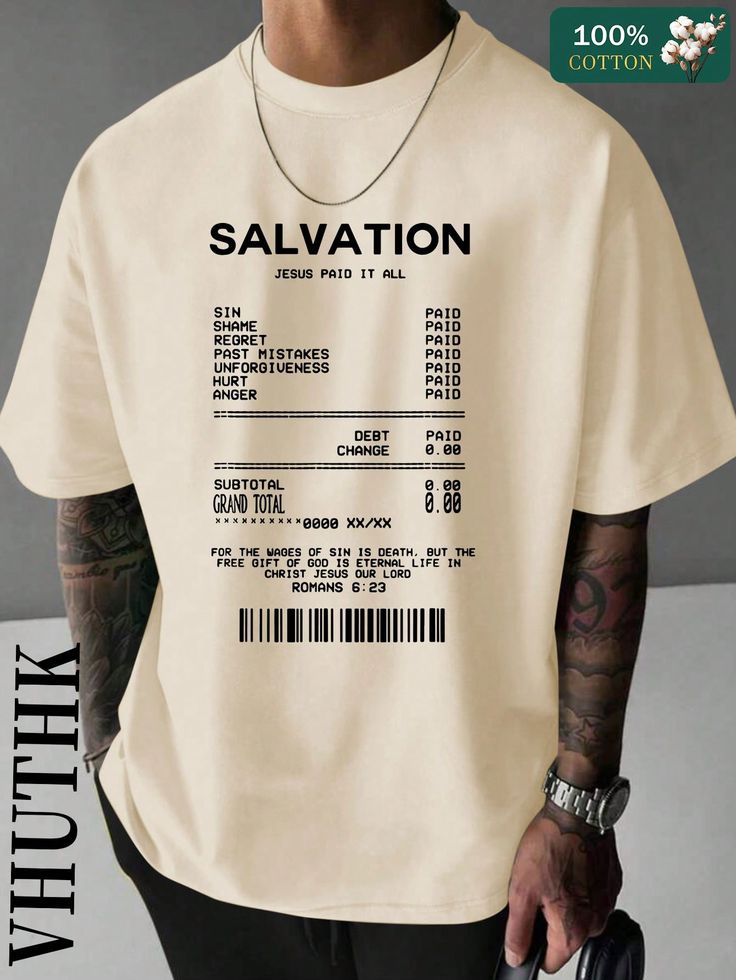 100%
COTTON
SALVATION
JESUS PAID IT ALL
SIN PAID
SHAME PAID
REGRET PAID
PAST MISTAKES PAID
UNFORGIVENESS PAID
HURT PAID
ANGER PAID
DEBT PAID
CHANGE 0.00
SUBTOTAL 0.00
GRAND TOTAL 0.00
××××××××××0000 XX/XX
FOR THE WAGES OF SIN IS DEATH, BUT THE
FREE GIFT OF GOD IS ETERNAL LIFE IN
CHRIST JESUS OUR LORD
ROMANS 6:23
VHUTHK